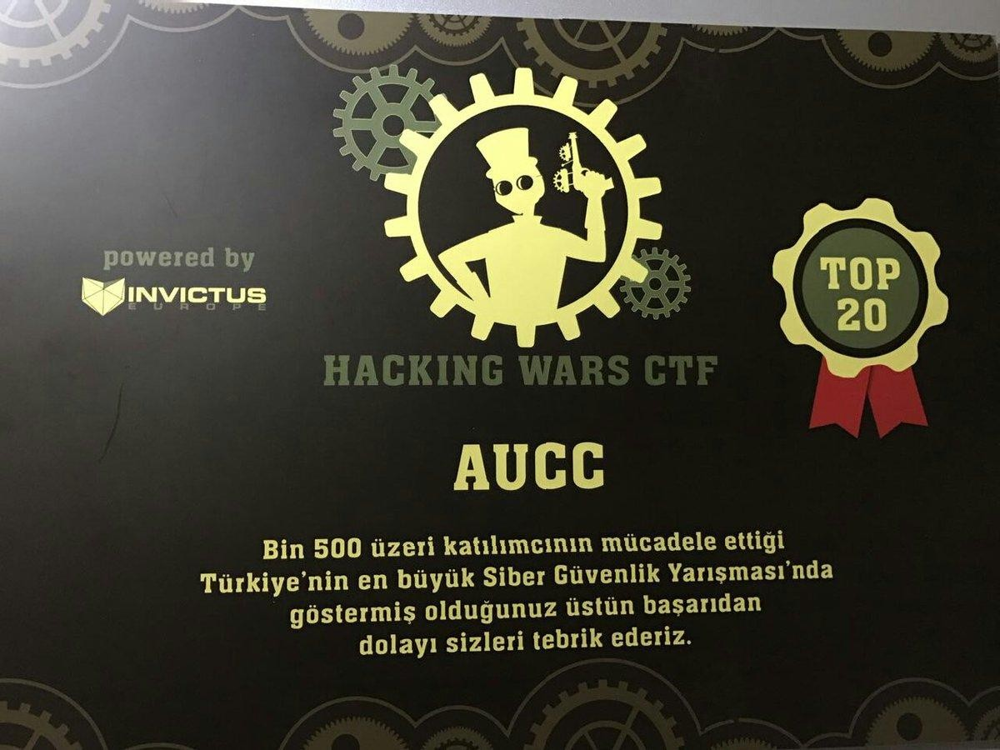 powered by
INVICTUS
EUROPE
TOP
20
HACKING WARS CTF
AUCC
Bin 500 üzeri katılımcının mücadele ettiği
Türkiye'nin en büyük Siber Güvenlik Yarışması'nda
göstermiş olduğunuz üstün başarıdan
dolayı sizleri tebrik ederiz.